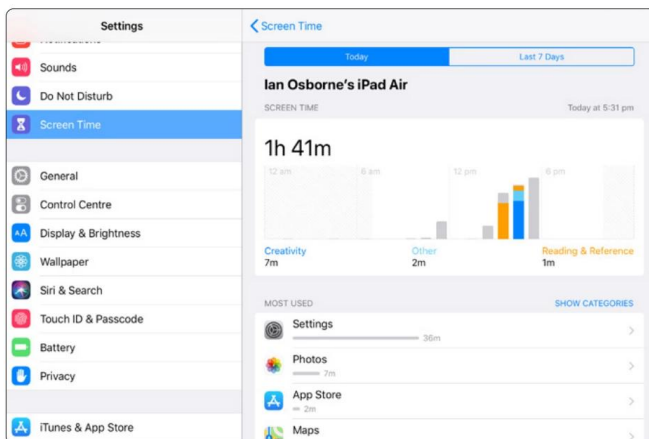 Settings
Sounds
Do Not Disturb
Screen Time
General
Control Centre
Display & Brightness
Wallpaper
Siri & Search
Touch ID & Passcode
Battery
Privacy
iTunes & App Store
Screen Time
Today
Last 7 Days
Ian Osborne's iPad Air
SCREEN TIME
Today at 5:31 pm
1h 41m
12 am
6 am
12 pm
6 pm
Creativity
Other
Reading & Reference
7m
2m
1m
MOST USED
SHOW CATEGORIES
Settings
36m
Photos
7m
App Store
2m
Maps